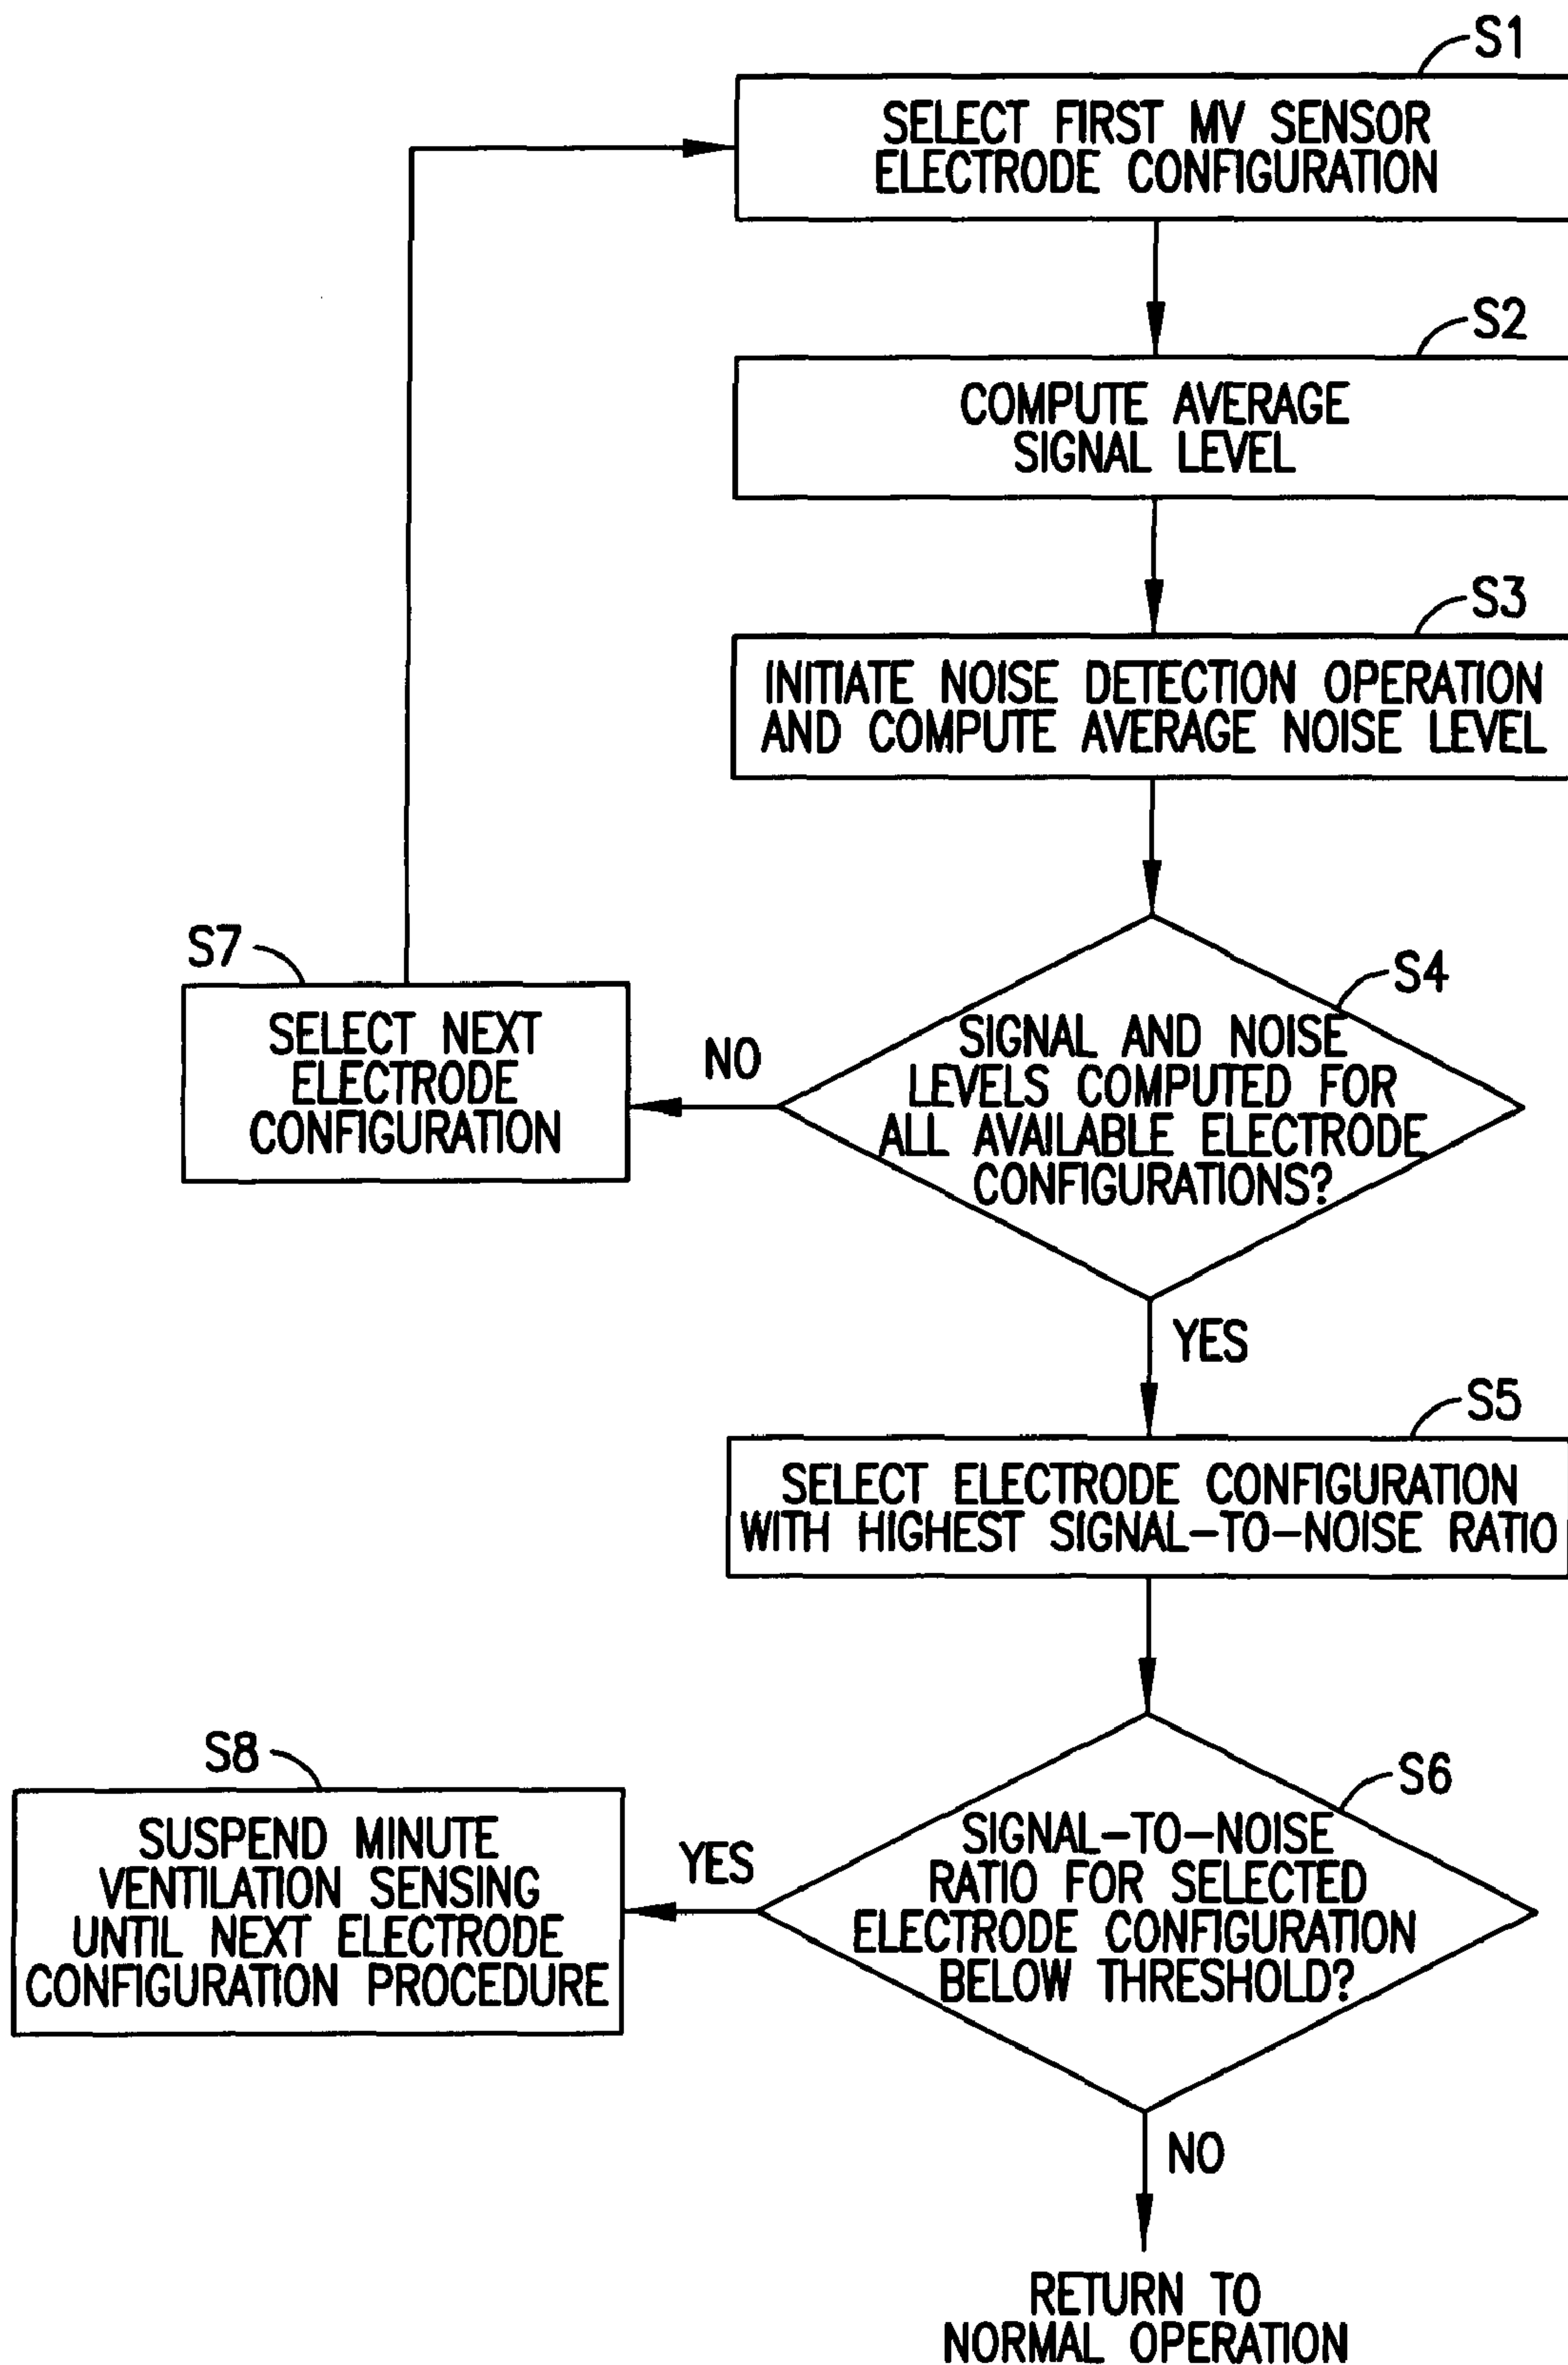 S1
SELECT FIRST MV SENSOR
ELECTRODE CONFIGURATION
S2
COMPUTE AVERAGE
SIGNAL LEVEL
S3
INITIATE NOISE DETECTION OPERATION
AND COMPUTE AVERAGE NOISE LEVEL
S4
SIGNAL AND NOISE
LEVELS COMPUTED FOR
ALL AVAILABLE ELECTRODE
CONFIGURATIONS?
NO
S7
SELECT NEXT
ELECTRODE
CONFIGURATION
YES
S5
SELECT ELECTRODE CONFIGURATION
WITH HIGHEST SIGNAL-TO-NOISE RATIO
S6
SIGNAL-TO-NOISE
RATIO FOR SELECTED
ELECTRODE CONFIGURATION
BELOW THRESHOLD?
YES
S8
SUSPEND MINUTE
VENTILATION SENSING
UNTIL NEXT ELECTRODE
CONFIGURATION PROCEDURE
NO
RETURN TO
NORMAL OPERATION